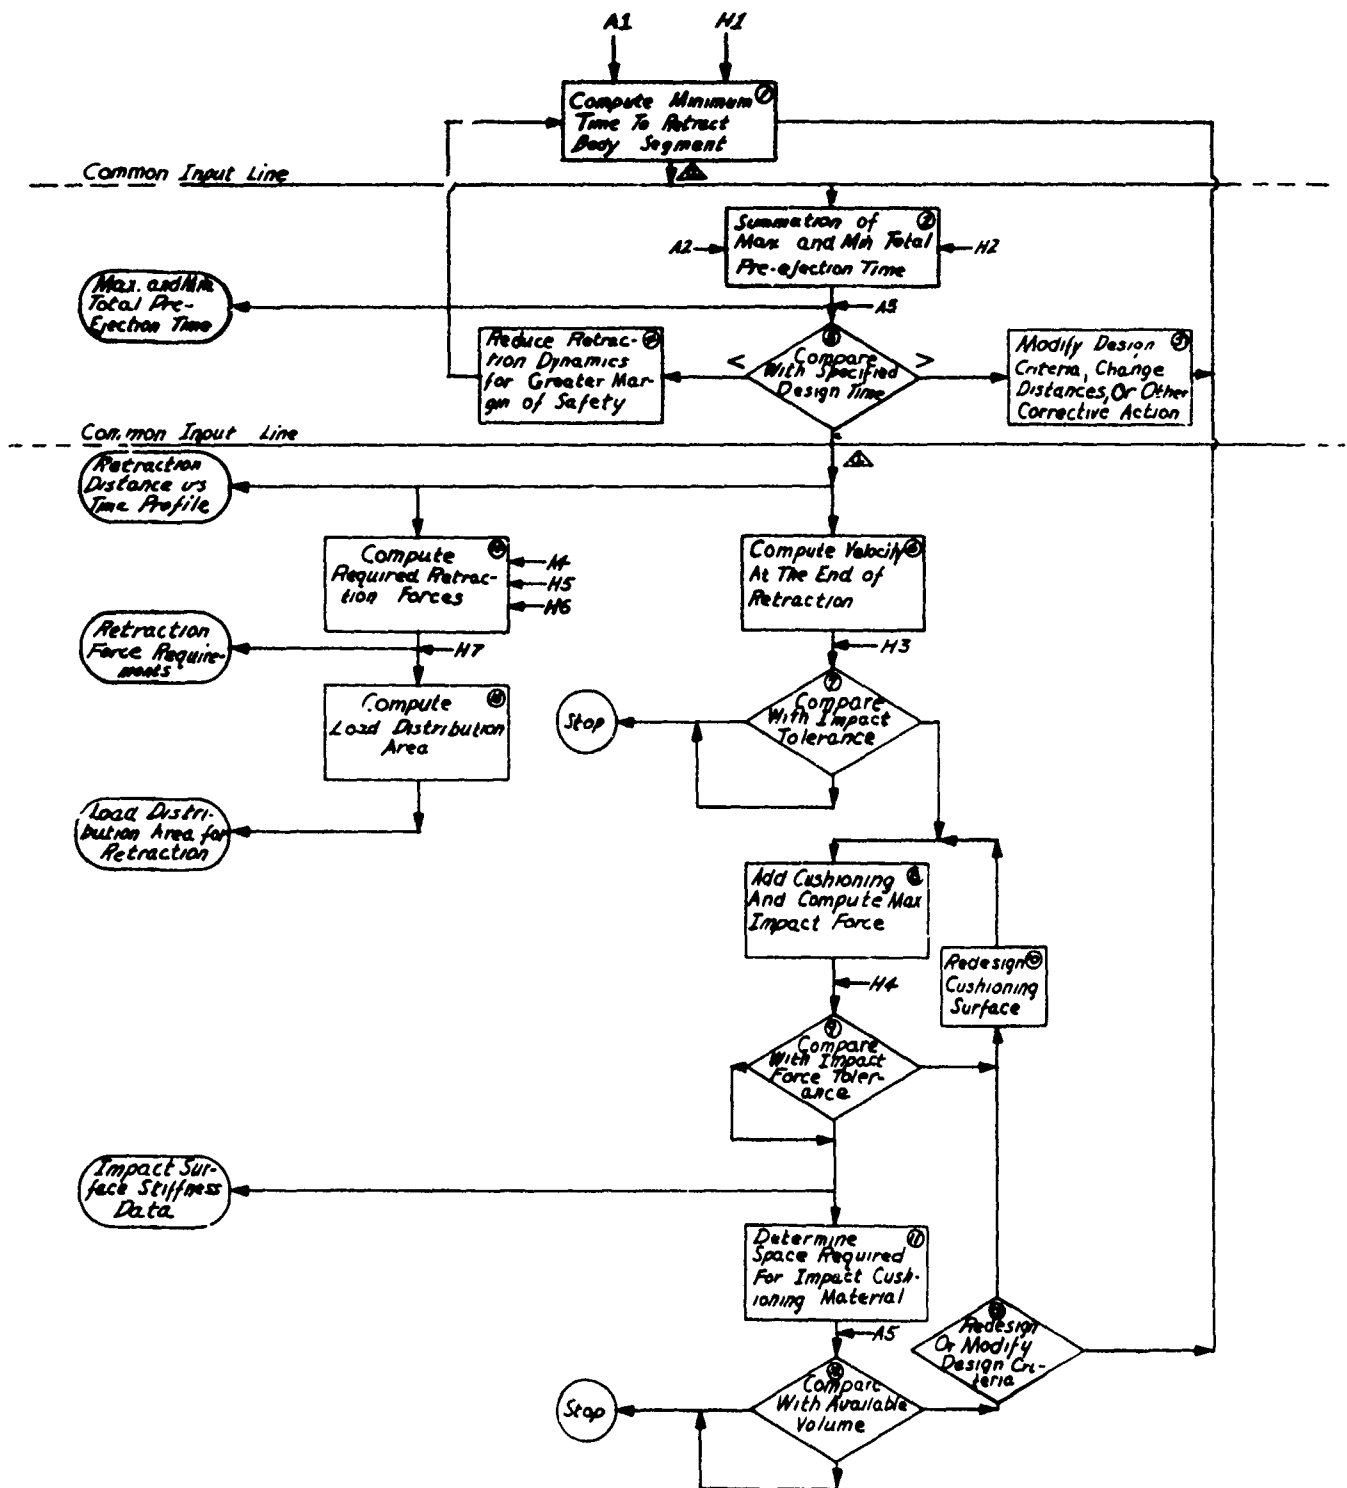 A1
H1
Compute Minimum
Time To Retract
Body Segment
1
Common Input Line
Summation of
Max and Min Total
Pre-ejection Time
2
A2
H2
Max. and Min
Total Pre-
Ejection Time
A3
Reduce Retrac-
tion Dynamics
for Greater Mar-
gin of Safety
<
Compare
With Specified
Design Time
>
Modify Design
Criteria, Change
Distances, Or Other
Corrective Action
Common Input Line
Retraction
Distance vs
Time Profile
Compute
Required Retrac-
tion Forces
H5
H6
Compute Velocity
At The End of
Retraction
Retraction
Force Require-
ments
H7
H3
Compute
Load Distribution
Area
Stop
7
Compare
With Impact
Tolerance
Load Distri-
bution Area for
Retraction
Add Cushioning
And Compute Max
Impact Force
Redesign
Cushioning
Surface
H4
9
Compare
With Impact
Force Toler-
ance
Impact Sur-
face Stiffness
Data
Determine
Space Required
For Impact Cush-
ioning Material
11
A5
Redesign
Or Modify
Design Cri-
teria
Stop
Compare
With Available
Volume